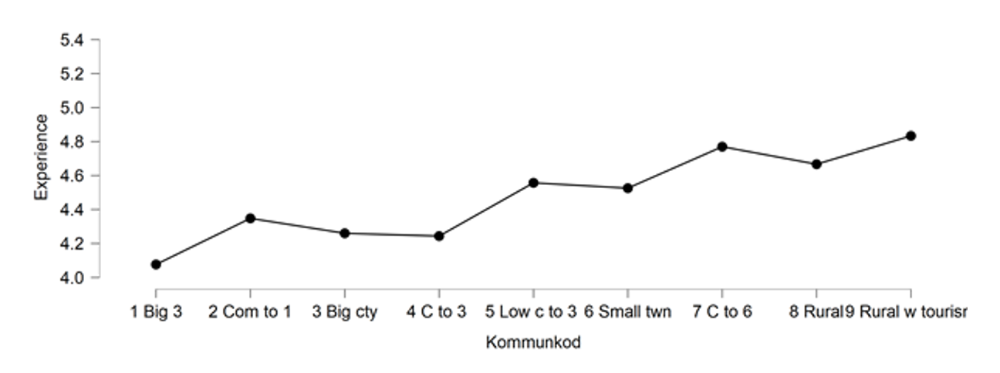 5.4
5.2
5.0
4.8
4.6
4.4
4.2
4.0
Experience
1 Big 3 2 Com to 1 3 Big cty 4 C to 3 5 Low c to 3 6 Small twn 7 C to 6 8 Rural 9 Rural w tourisr
Kommunkod